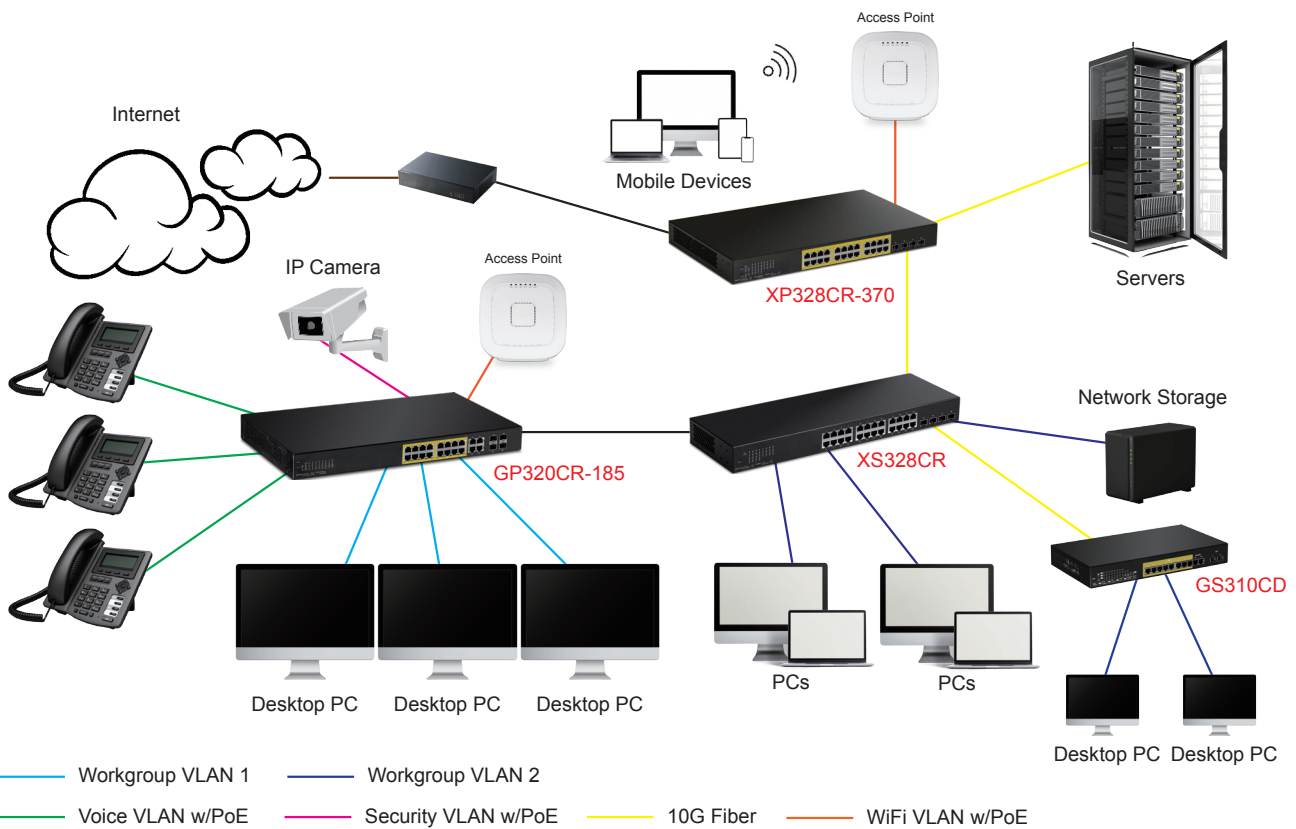 Access Point
Internet
Mobile Devices
Servers
XP328CR-370
IP Camera
Access Point
Network Storage
GP320CR-185
XS328CR
GS310CD
PCs
PCs
Desktop PC
Desktop PC
Desktop PC
Desktop PC
Desktop PC
Workgroup VLAN 1
Workgroup VLAN 2
Voice VLAN w/PoE
Security VLAN w/PoE
10G Fiber
WiFi VLAN w/PoE